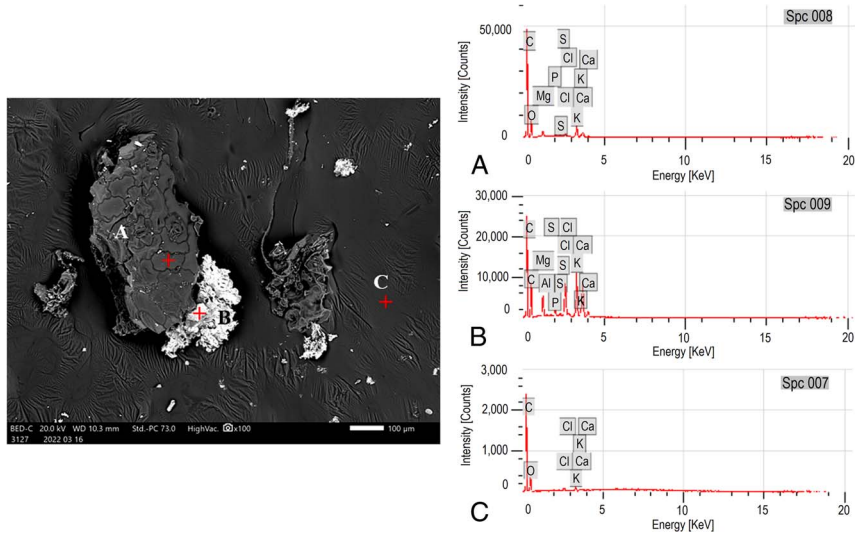 A
B
C
BED-C 20.0 kV WD 10.3 mm Std.-PC 73.0 HighVac. x100 100 µm
3127 2022 03 16
Spc 008
50,000
0
Intensity [Counts]
C
S
Cl
Ca
P
K
Mg
Cl
Ca
O
S
K
A
0 5 10 15 20
Energy [KeV]
Spc 009
30,000
20,000
10,000
0
Intensity [Counts]
C
S
Cl
Cl
Ca
Mg
S
K
C
Al
S
Ca
P
K
B
0 5 10 15 20
Energy [KeV]
Spc 007
3,000
2,000
1,000
0
Intensity [Counts]
C
Cl
Ca
K
Cl
Ca
O
K
C
0 5 10 15 20
Energy [KeV]